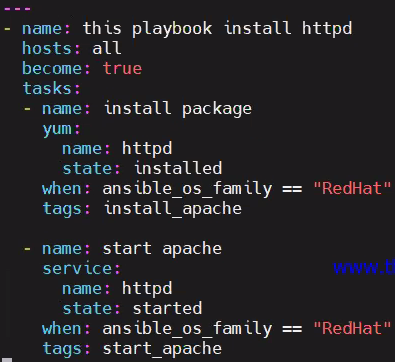 ---
- name: this playbook install httpd
  hosts: all
  become: true
  tasks:
  - name: install package
    yum:
      name: httpd
      state: installed
    when: ansible_os_family == "RedHat"
    tags: install_apache

  - name: start apache
    service:
www.t
      name: httpd
      state: started
    when: ansible_os_family == "RedHat"
    tags: start_apache